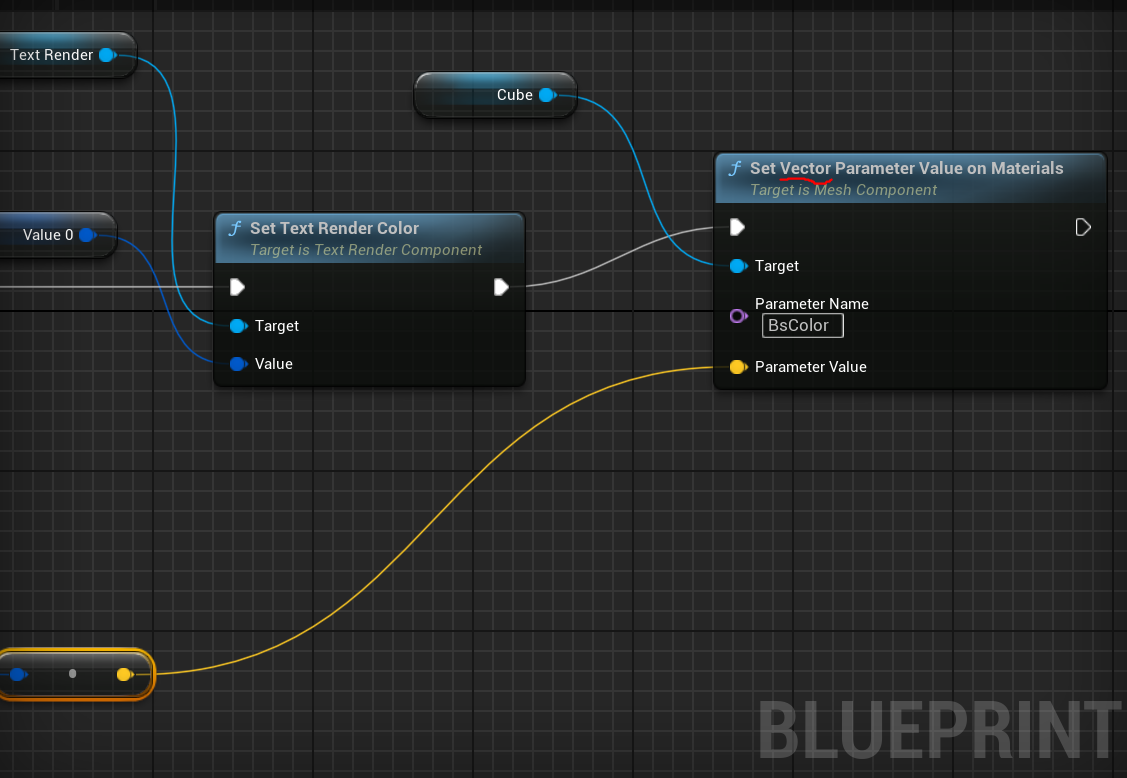 Text Render
Cube
Set Vector Parameter Value on Materials
Target is Mesh Component
Value 0
Set Text Render Color
Target is Text Render Component
Target
Parameter Name
BsColor
Target
Value
Parameter Value
BLUEPRINT